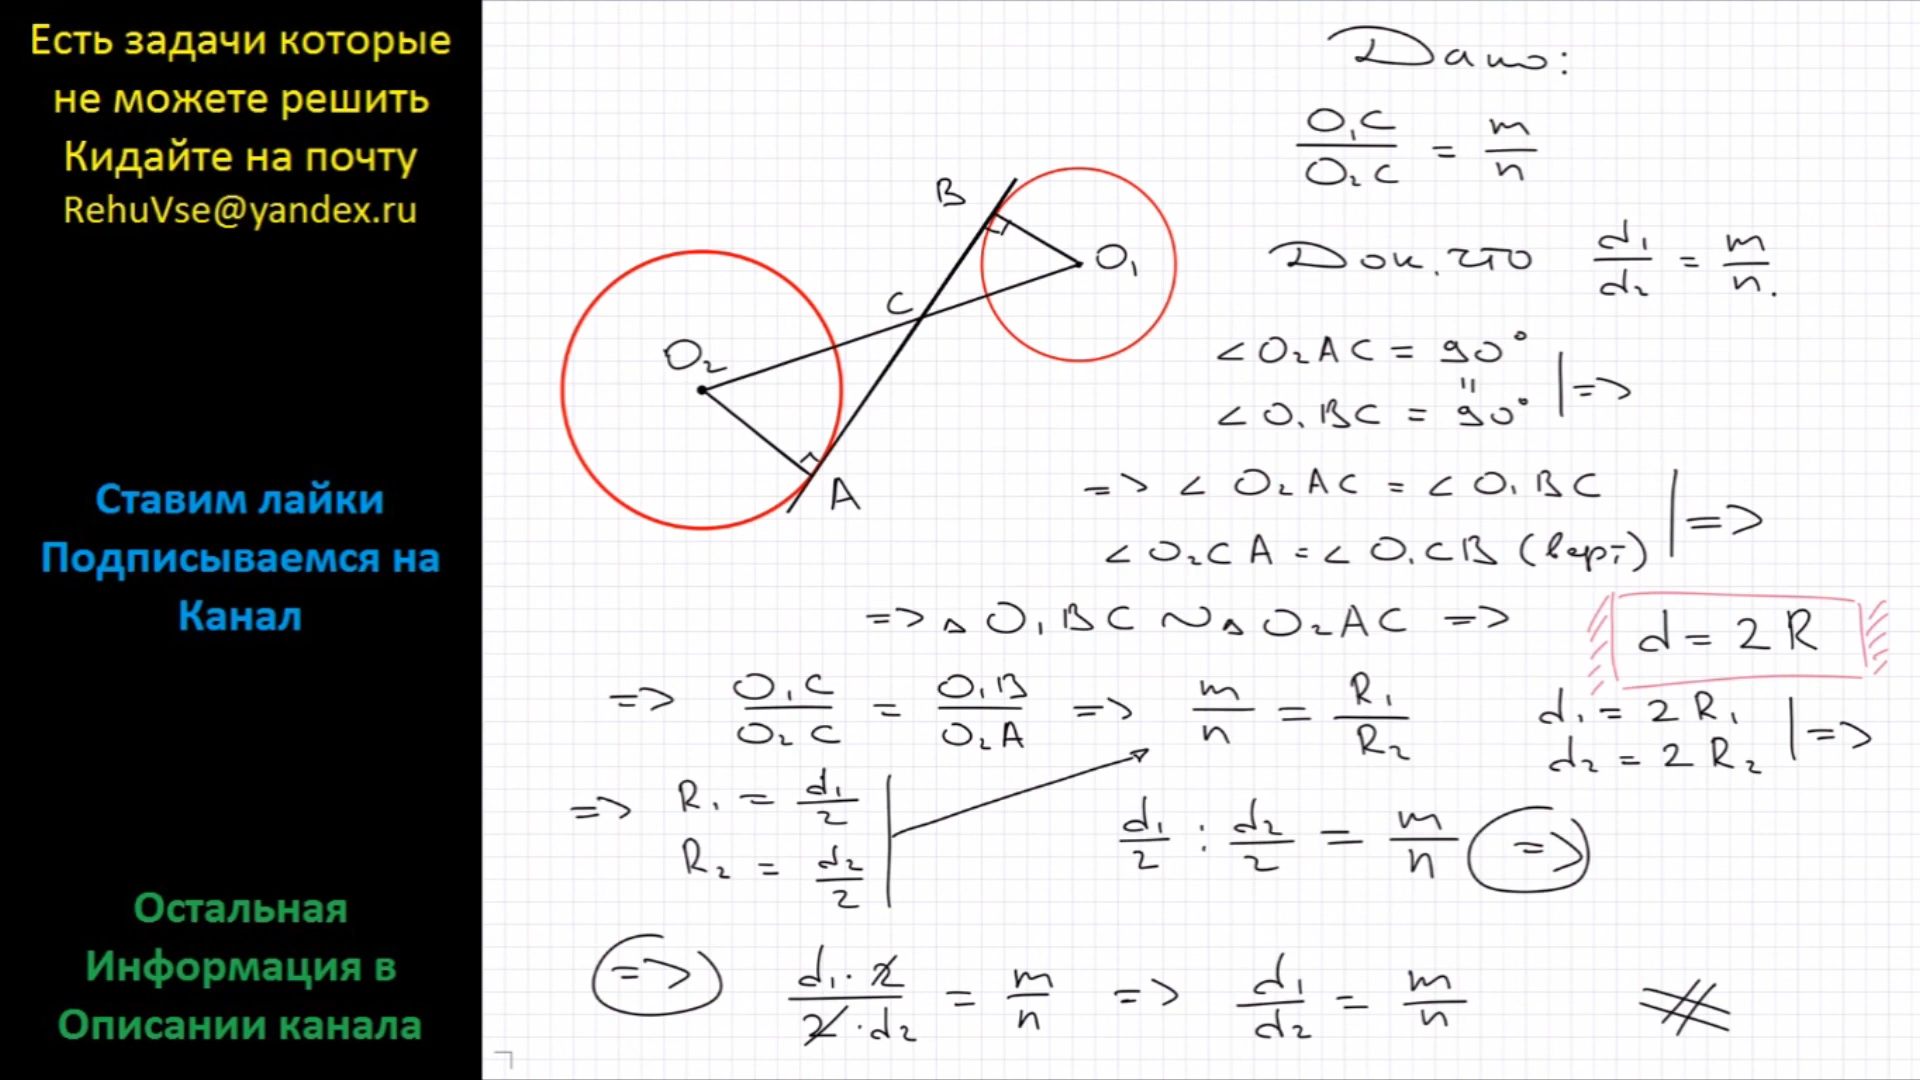 Есть задачи которые
не можете решить
Кидайте на почту
RehuVse@yandex.ru
Ставим лайки
Подписываемся на
Канал
Остальная
Информация в
Описании канала
Дано:
O₁C / O₂C = m / n
Док. что d₁ / d₂ = m / n.
B
O₁
C
O₂
A
∠O₂AC = 90° | =>
"
∠O₁BC = 90°
=> ∠O₂AC = ∠O₁BC | =>
∠O₂CA = ∠O₁CB (верт)
=> △O₁BC ~ △O₂AC =>
d = 2R
=> O₁C / O₂C = O₁B / O₂A => m / n = R₁ / R₂
d₁ = 2R₁ | =>
d₂ = 2R₂
=> R₁ = d₁ / 2
R₂ = d₂ / 2
d₁ / 2 : d₂ / 2 = m / n =>
=> d₁ · 2 / 2 · d₂ = m / n => d₁ / d₂ = m / n